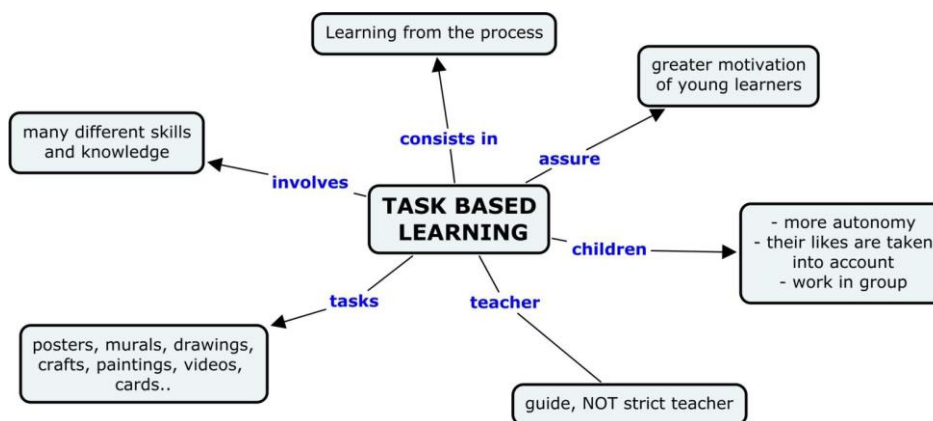 Learning from the process
greater motivation
of young learners
many different skills
and knowledge
consists in
assure
involves
TASK BASED
LEARNING
- more autonomy
- their likes are taken
into account
- work in group
children
tasks
teacher
posters, murals, drawings,
crafts, paintings, videos,
cards..
guide, NOT strict teacher